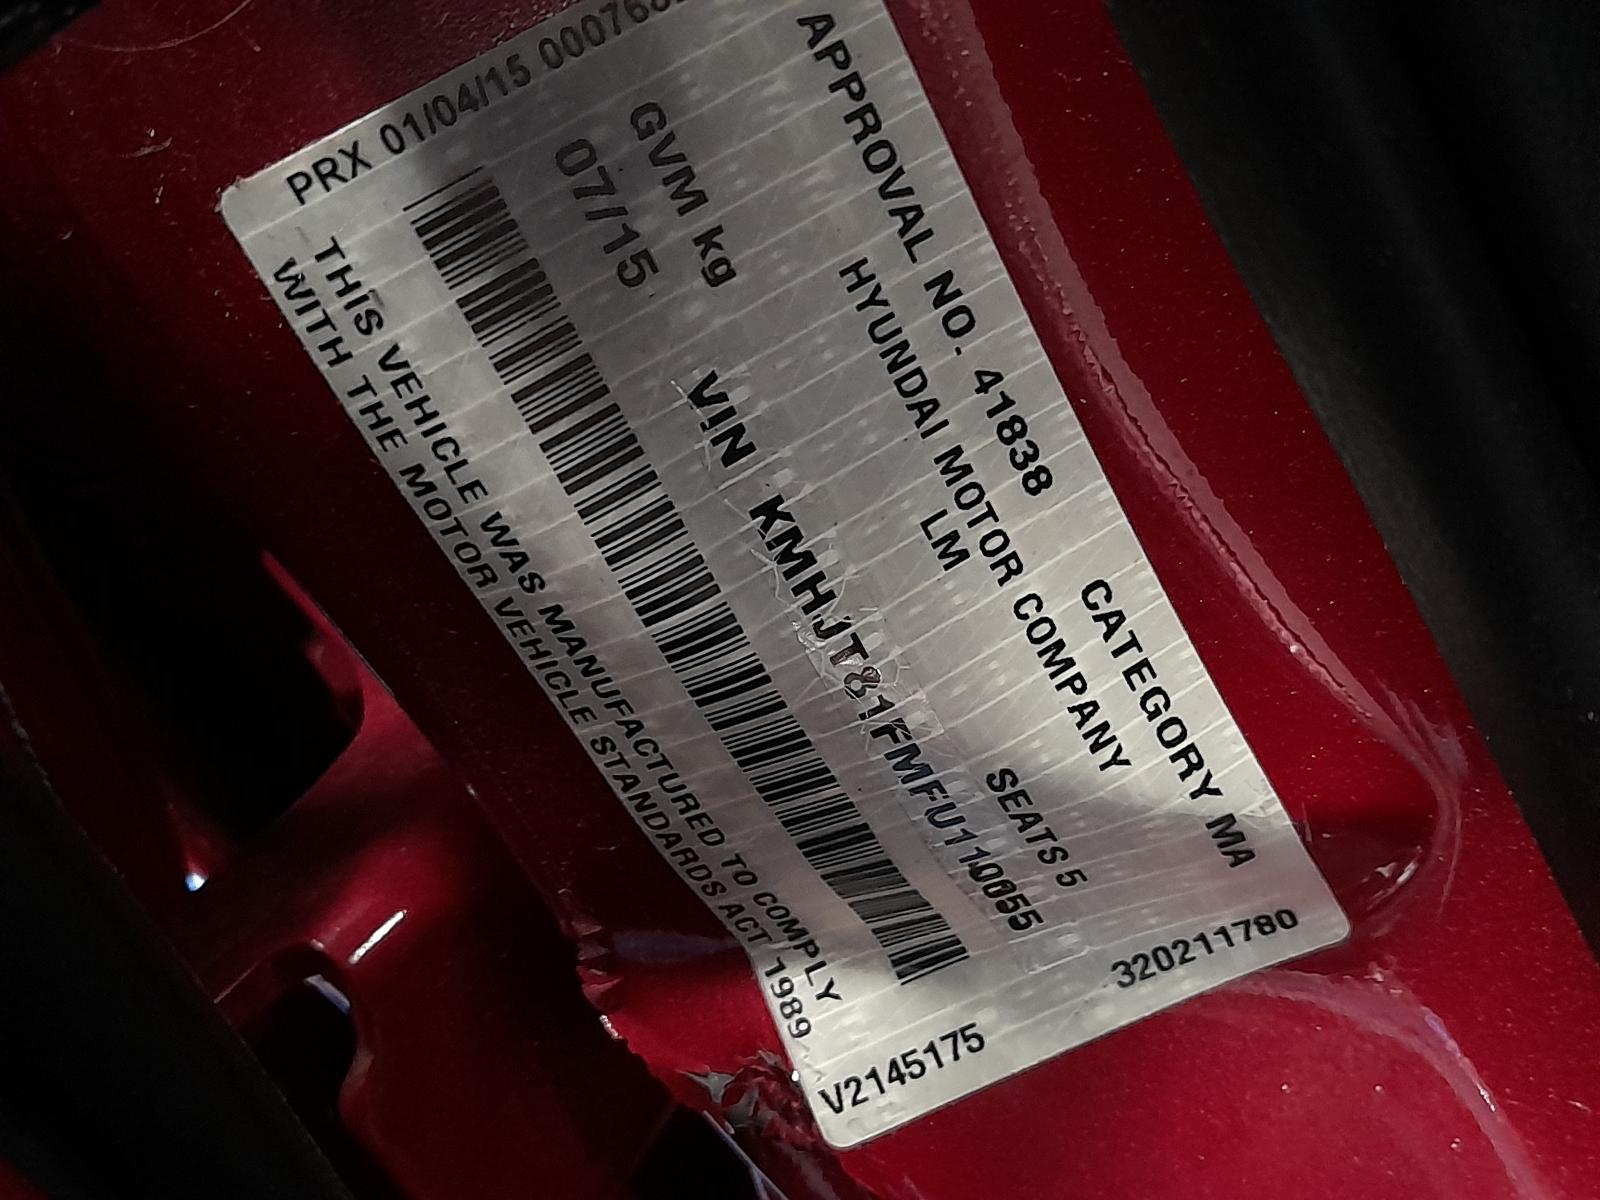 APPROVAL NO. 41838 CATEGORY MA
HYUNDAI MOTOR COMPANY
LM SEATS 5
GVM kg
07/15 VIN KMHJT81FMFU110055
THIS VEHICLE WAS MANUFACTURED TO COMPLY
WITH THE MOTOR VEHICLE STANDARDS ACT 1989
PRX 01/04/15
320211780
V2145175